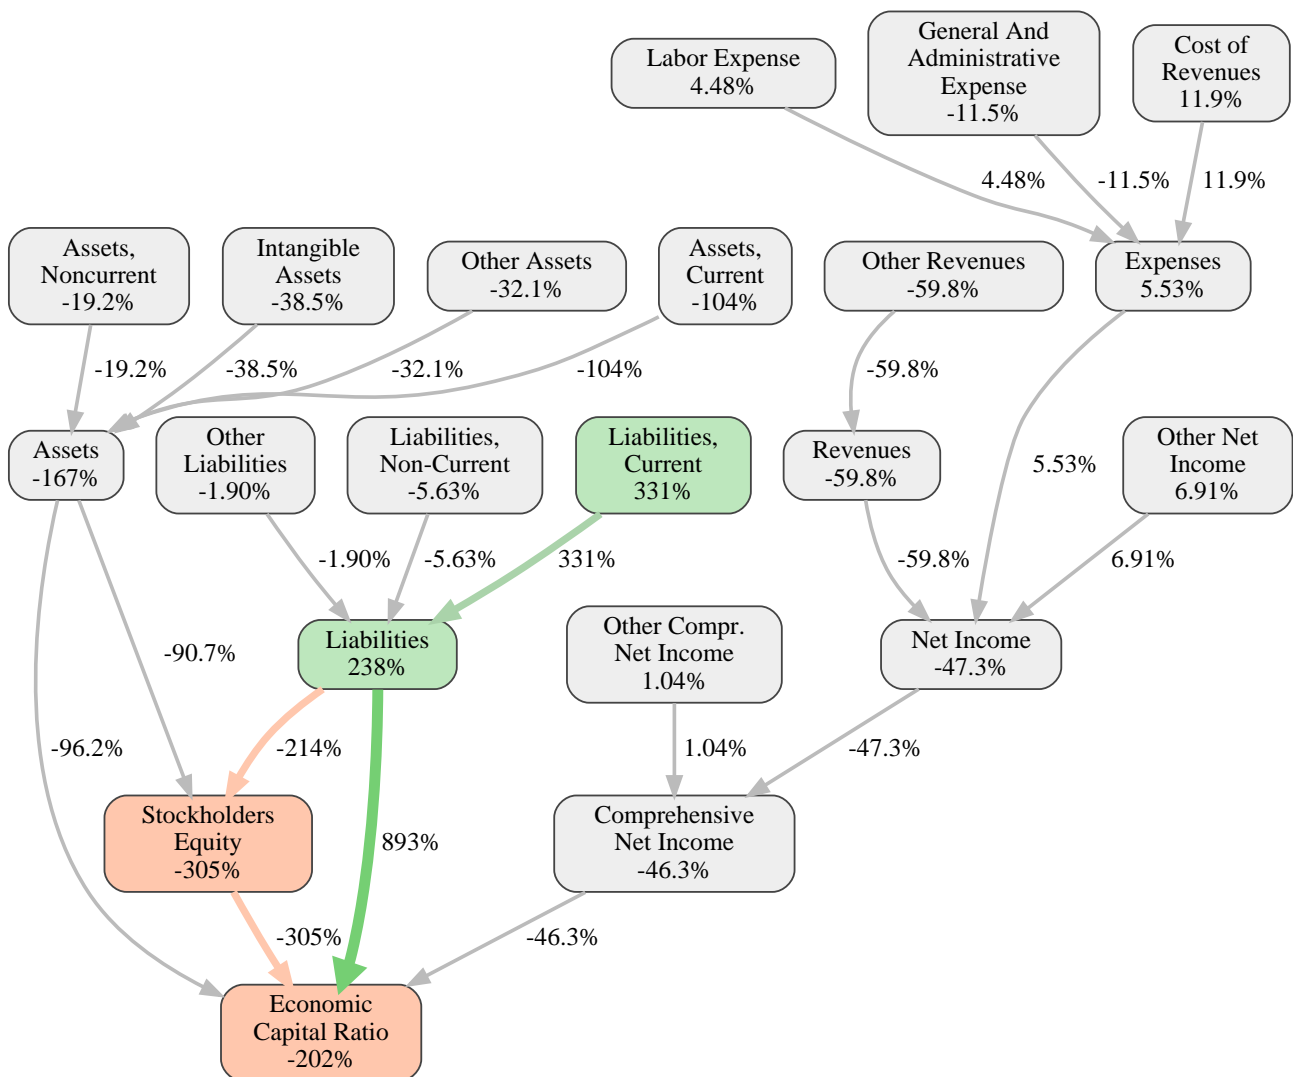 Labor Expense
4.48%
General And
Administrative
Expense
-11.5%
Cost of
Revenues
11.9%
4.48%
-11.5%
11.9%
Assets,
Noncurrent
-19.2%
Intangible
Assets
-38.5%
Other Assets
-32.1%
Assets,
Current
-104%
Other Revenues
-59.8%
Expenses
5.53%
-19.2%
-38.5%
-32.1%
-104%
-59.8%
Assets
-167%
Other
Liabilities
-1.90%
Liabilities,
Non-Current
-5.63%
Liabilities,
Current
331%
Revenues
-59.8%
5.53%
Other Net
Income
6.91%
-1.90%
-5.63%
331%
-59.8%
6.91%
-90.7%
Liabilities
238%
Other Compr.
Net Income
1.04%
Net Income
-47.3%
-96.2%
-214%
893%
1.04%
-47.3%
Stockholders
Equity
-305%
Comprehensive
Net Income
-46.3%
-305%
-46.3%
Economic
Capital Ratio
-202%